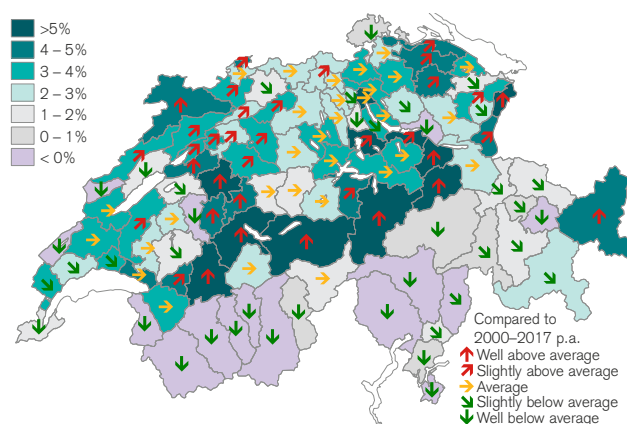 >5%
4 – 5%
3 – 4%
2 – 3%
1 – 2%
0 – 1%
< 0%
Compared to
2000–2017 p.a.
Well above average
Slightly above average
Average
Slightly below average
Well below average